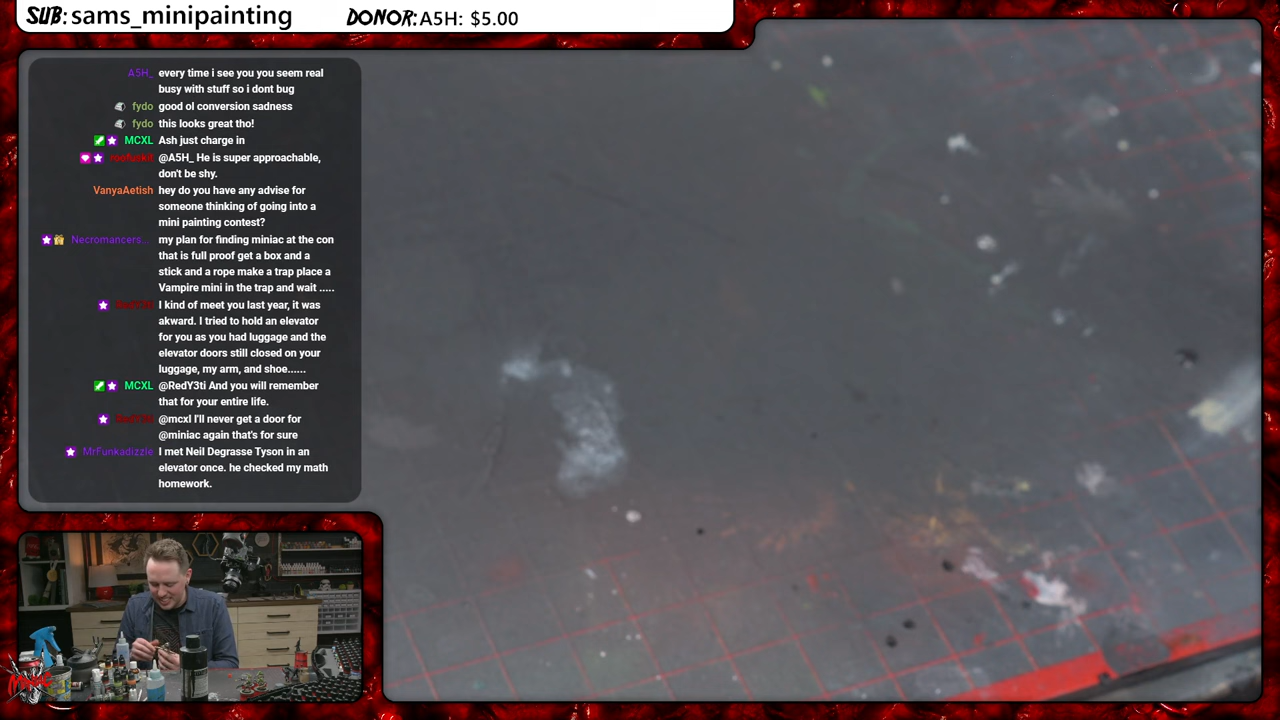 SUB: sams_minipainting
DONOR: A5H: $5.00
A5H_ every time i see you you seem real
busy with stuff so i dont bug
fydo good ol conversion sadness
fydo this looks great tho!
MCXL Ash just charge in
@A5H_ He is super approachable,
don't be shy.
VanyaAetish hey do you have any advise for
someone thinking of going into a
mini painting contest?
Necromancers... my plan for finding miniac at the con
that is full proof get a box and a
stick and a rope make a trap place a
Vampire mini in the trap and wait .....
RedY3ti I kind of meet you last year, it was
akward. I tried to hold an elevator
for you as you had luggage and the
elevator doors still closed on your
luggage, my arm, and shoe......
MCXL @RedY3ti And you will remember
that for your entire life.
RedY3ti @mcxl I'll never get a door for
@miniac again that's for sure
MrFunkadizzle I met Neil Degrasse Tyson in an
elevator once. he checked my math
homework.